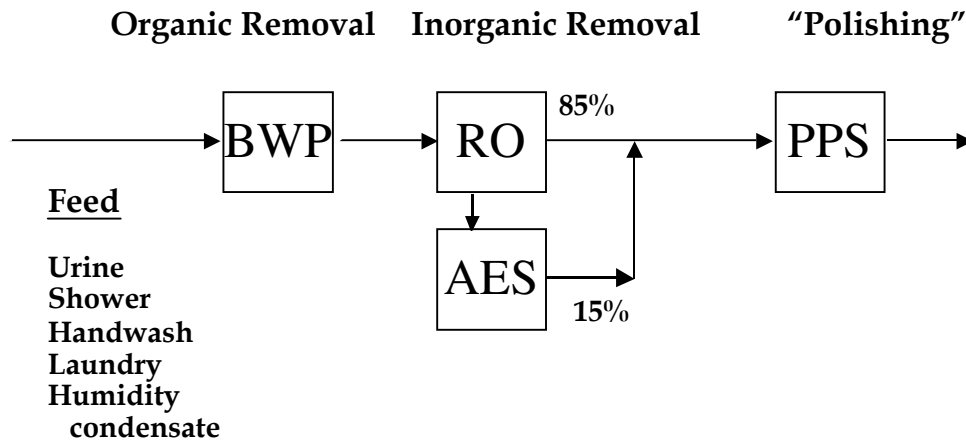 Organic Removal Inorganic Removal “Polishing”
85%
BWP RO PPS
Feed
Urine
AES
Shower
15%
Handwash
Laundry
Humidity
condensate